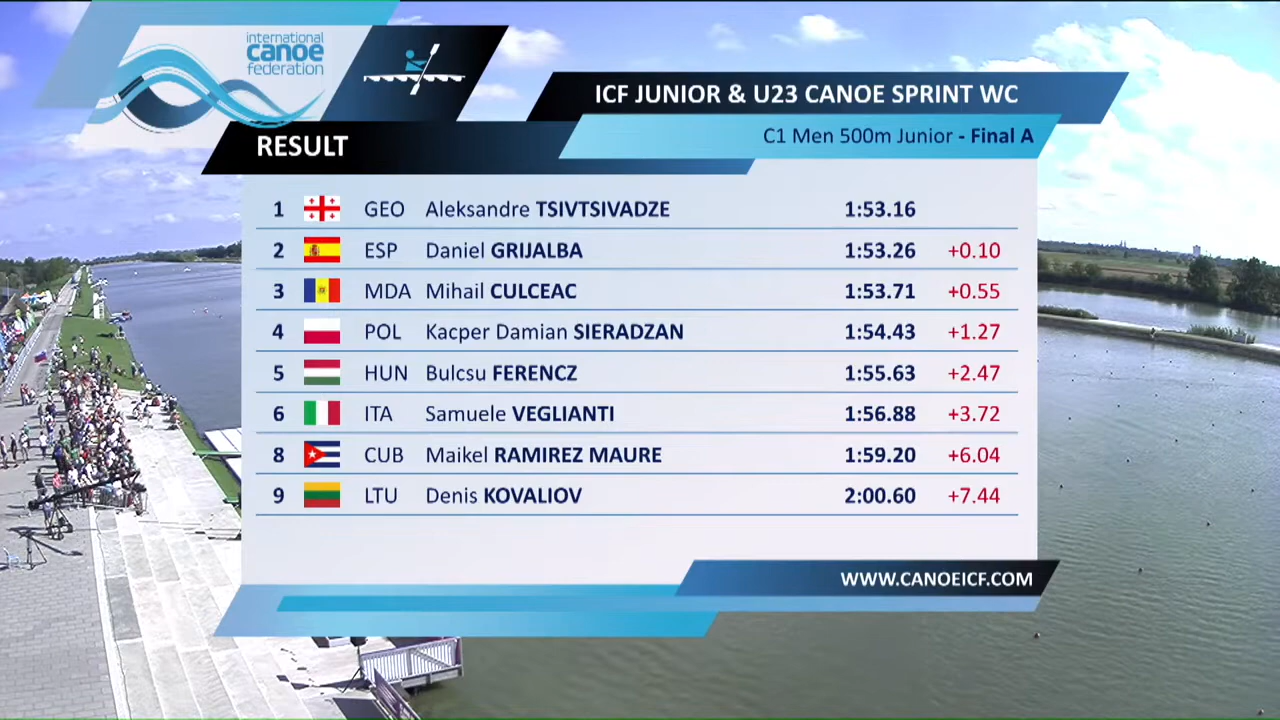 international
canoe
federation
ICF JUNIOR & U23 CANOE SPRINT WC
C1 Men 500m Junior - Final A
RESULT
1 GEO Aleksandre TSIVTSIVADZE 1:53.16
2 ESP Daniel GRIJALBA 1:53.26 +0.10
3 MDA Mihail CULCEAC 1:53.71 +0.55
4 POL Kacper Damian SIERADZAN 1:54.43 +1.27
5 HUN Bulcsu FERENCZ 1:55.63 +2.47
6 ITA Samuele VEGLIANTI 1:56.88 +3.72
8 CUB Maikel RAMIREZ MAURE 1:59.20 +6.04
9 LTU Denis KOVALIOV 2:00.60 +7.44
WWW.CANOEICF.COM